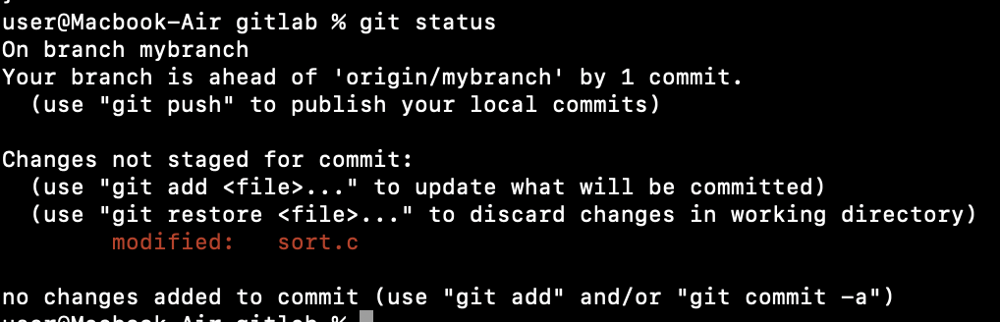 user@Macbook-Air gitlab % git status
On branch mybranch
Your branch is ahead of 'origin/mybranch' by 1 commit.
  (use "git push" to publish your local commits)

Changes not staged for commit:
  (use "git add <file>..." to update what will be committed)
  (use "git restore <file>..." to discard changes in working directory)
        modified:   sort.c

no changes added to commit (use "git add" and/or "git commit -a")
user@Macbook-Air gitlab %